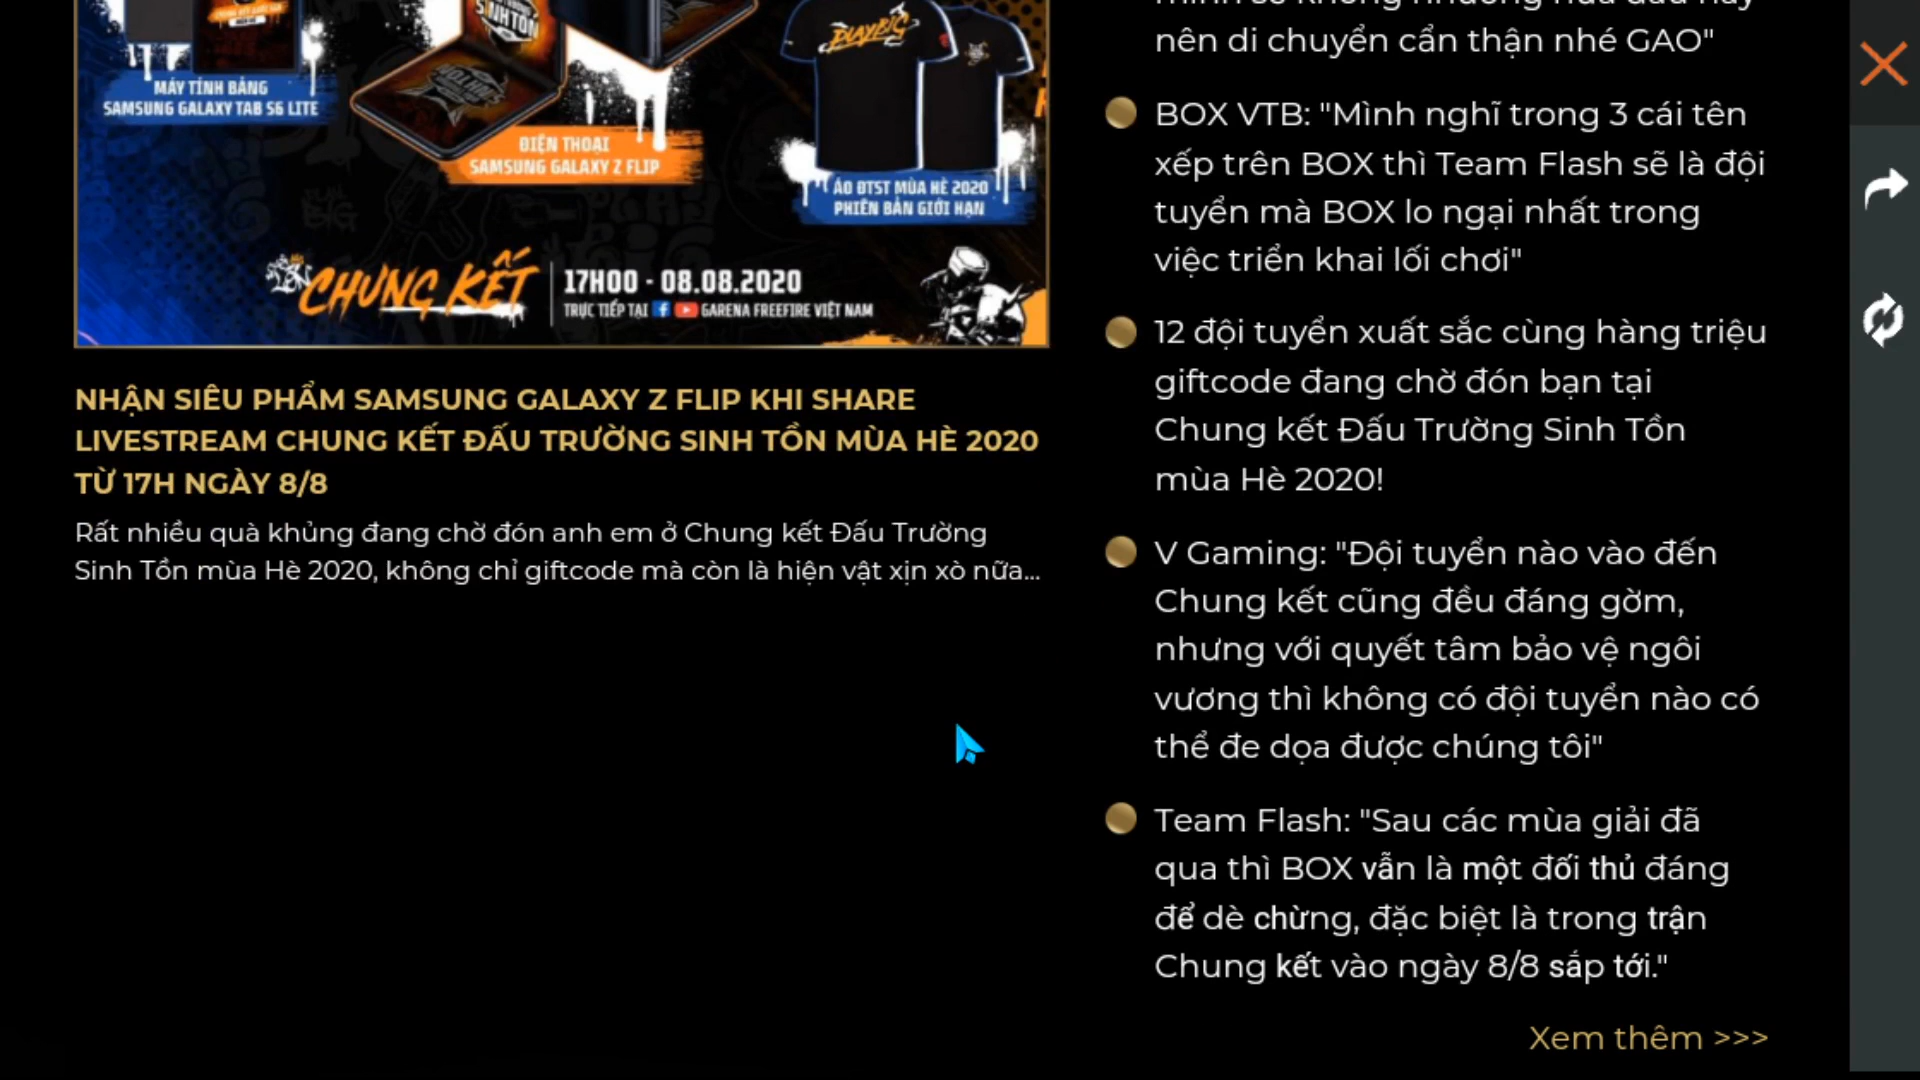 SINH TỒN
PLAYBIG
MÁY TÍNH BẢNG
SAMSUNG GALAXY TAB S6 LITE
ĐIỆN THOẠI
SAMSUNG GALAXY Z FLIP
ÁO ĐTST MÙA HÈ 2020
PHIÊN BẢN GIỚI HẠN
CHUNG KẾT
17H00 - 08.08.2020
TRỰC TIẾP TẠI GARENA FREEFIRE VIỆT NAM
NHẬN SIÊU PHẨM SAMSUNG GALAXY Z FLIP KHI SHARE
LIVESTREAM CHUNG KẾT ĐẤU TRƯỜNG SINH TỒN MÙA HÈ 2020
TỪ 17H NGÀY 8/8
Rất nhiều quà khủng đang chờ đón anh em ở Chung kết Đấu Trường
Sinh Tồn mùa Hè 2020, không chỉ giftcode mà còn là hiện vật xịn xò nữa...
nên di chuyển cẩn thận nhé GAO"
BOX VTB: "Mình nghĩ trong 3 cái tên
xếp trên BOX thì Team Flash sẽ là đội
tuyển mà BOX lo ngại nhất trong
việc triển khai lối chơi"
12 đội tuyển xuất sắc cùng hàng triệu
giftcode đang chờ đón bạn tại
Chung kết Đấu Trường Sinh Tồn
mùa Hè 2020!
V Gaming: "Đội tuyển nào vào đến
Chung kết cũng đều đáng gờm,
nhưng với quyết tâm bảo vệ ngôi
vương thì không có đội tuyển nào có
thể đe dọa được chúng tôi"
Team Flash: "Sau các mùa giải đã
qua thì BOX vẫn là một đối thủ đáng
để dè chừng, đặc biệt là trong trận
Chung kết vào ngày 8/8 sắp tới."
Xem thêm >>>